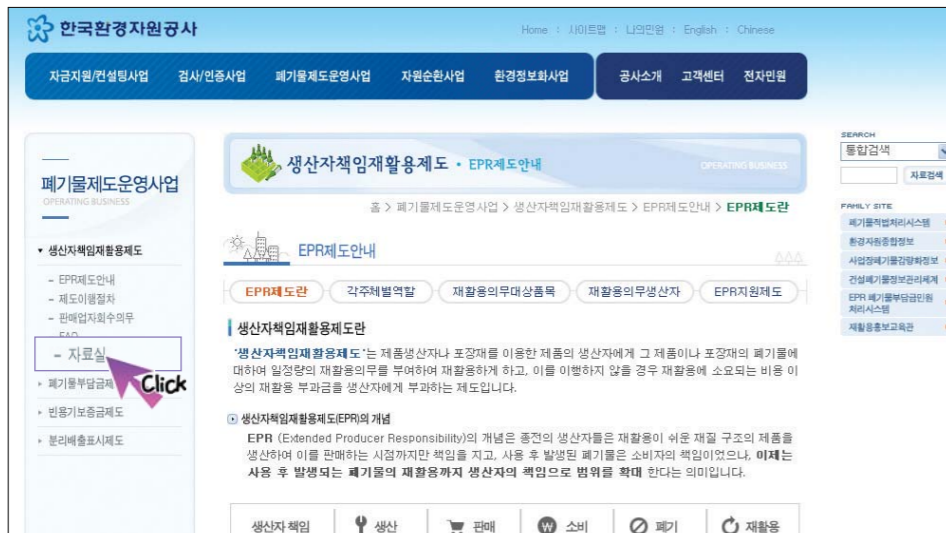 한국환경자원공사
Home : 사이트맵 : 나의민원 : English : Chinese
자금지원/컨설팅사업 검사/인증사업 폐기물제도운영사업 자원순환사업 환경정보화사업 공사소개 고객센터 전자민원
폐기물제도운영사업
OPERATING BUSINESS
생산자책임재활용제도
- EPR제도안내
- 제도이행절차
- 판매업자회수의무
- FAQ
- 자료실
Click
폐기물부담금제
빈용기보증금제도
분리배출표시제도
생산자책임재활용제도 • EPR제도안내
OPERATING BUSINESS
홈 > 폐기물제도운영사업 > 생산자책임재활용제도 > EPR제도안내 > EPR제도란
EPR제도안내
EPR제도란 각주체별역할 재활용의무대상품목 재활용의무생산자 EPR지원제도
생산자책임재활용제도란
'생산자책임재활용제도'는 제품생산자나 포장재를 이용한 제품의 생산자에게 그 제품이나 포장재의 폐기물에
대하여 일정량의 재활용의무를 부여하여 재활용하게 하고, 이를 이행하지 않을 경우 재활용에 소요되는 비용 이
상의 재활용 부과금을 생산자에게 부과하는 제도입니다.
생산자책임재활용제도(EPR)의 개념
EPR (Extended Producer Responsibility)의 개념은 종전의 생산자들은 재활용이 쉬운 재질 구조의 제품을
생산하여 이를 판매하는 시점까지만 책임을 지고, 사용 후 발생된 폐기물은 소비자의 책임이었으나, 이제는
사용 후 발생되는 폐기물의 재활용까지 생산자의 책임으로 범위를 확대 한다는 의미입니다.
생산자 책임 생산 판매 소비 폐기 재활용
SEARCH
통합검색
자료검색
FAMILY SITE
폐기물적법처리시스템
환경자원종합정보
사업장폐기물감량화정보
건설폐기물정보관리체계
EPR 폐기물부담금민원
처리시스템
재활용홍보교육관